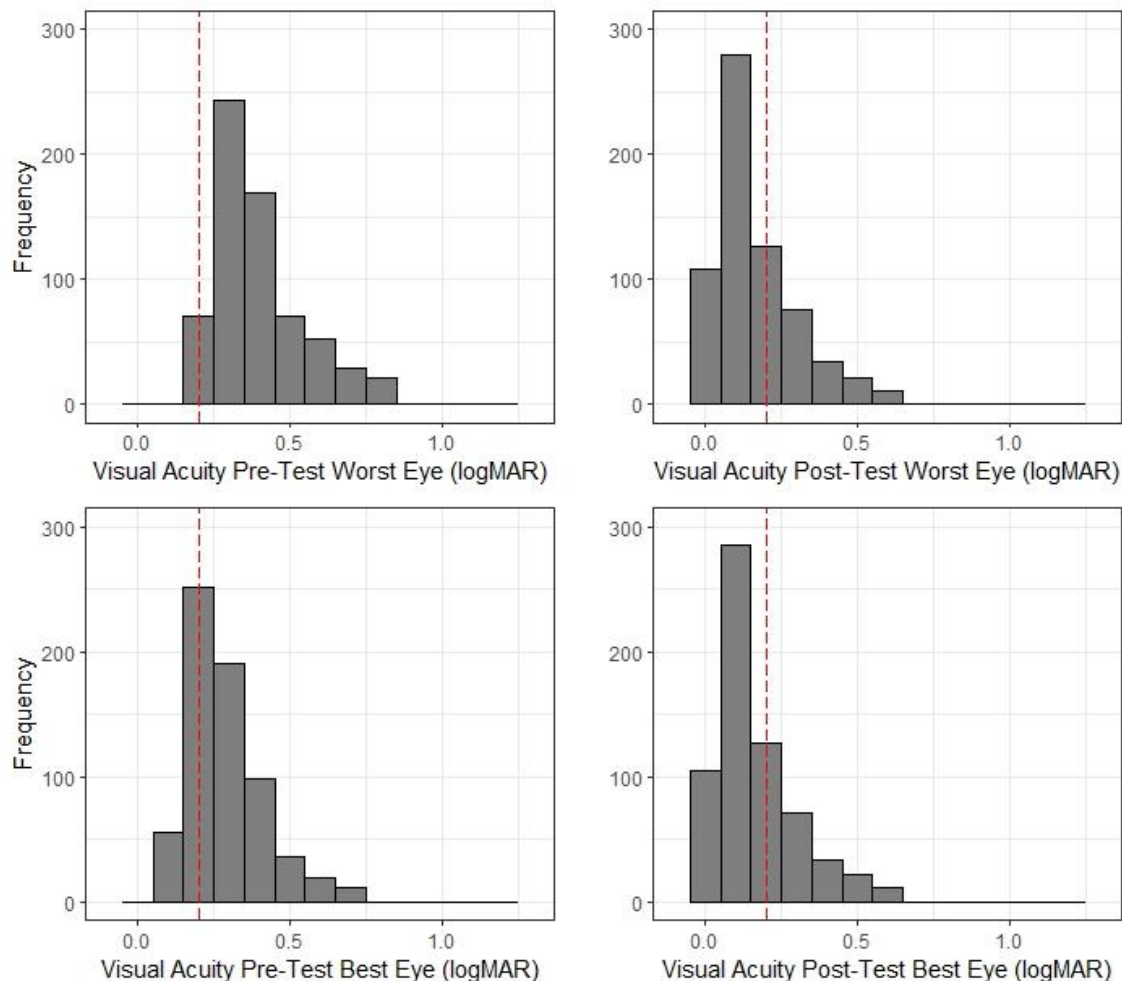 300
200
100
0
Frequency
0.0 0.5 1.0
Visual Acuity Pre-Test Worst Eye (logMAR)
300
200
100
0
0.0 0.5 1.0
Visual Acuity Post-Test Worst Eye (logMAR)
300
200
100
0
Frequency
0.0 0.5 1.0
Visual Acuity Pre-Test Best Eye (logMAR)
300
200
100
0
0.0 0.5 1.0
Visual Acuity Post-Test Best Eye (logMAR)